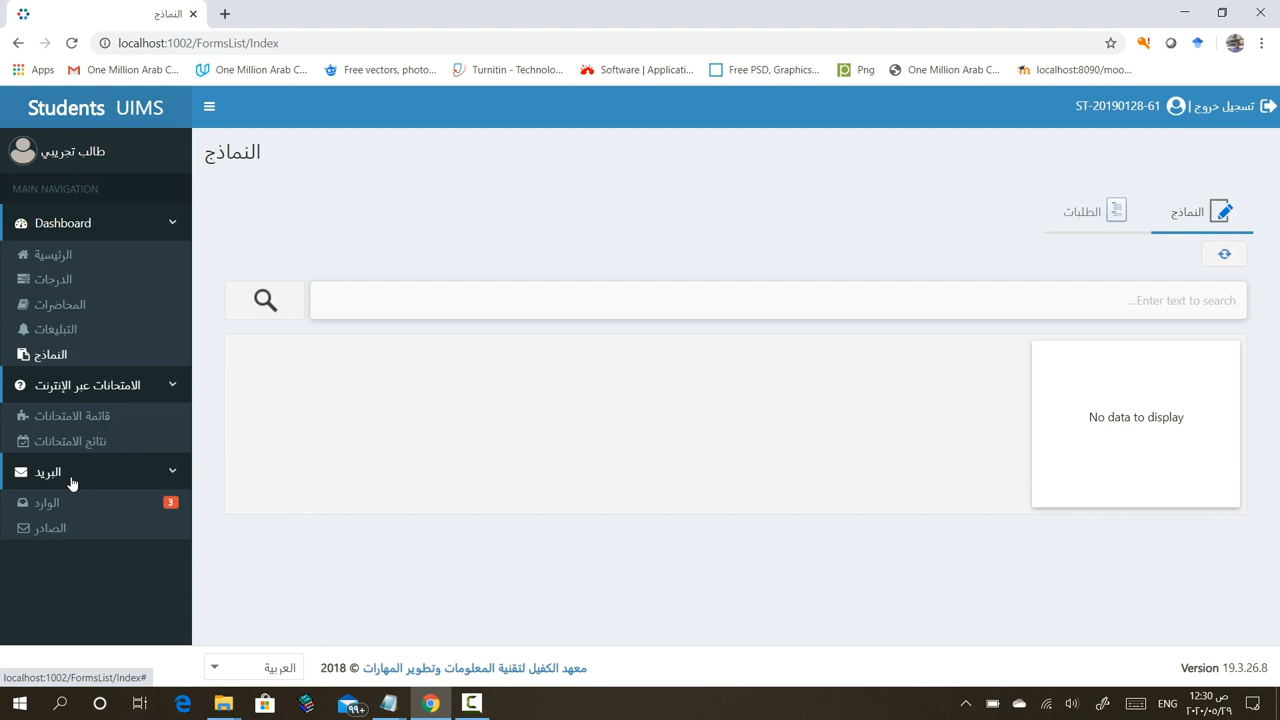 النماذج
localhost:1002/FormsList/Index
Apps
One Million Arab C...
One Million Arab C...
Free vectors, photo...
Turnitin - Technolo...
Software | Applicati...
Free PSD, Graphics...
Png
One Million Arab C...
localhost:8090/moo...
Students UIMS
تسجيل خروج | ST-20190128-61
طالب تجريبي
النماذج
MAIN NAVIGATION
النماذج
الطلبات
Dashboard
الرئيسية
الدرجات
المحاضرات
التبليغات
النماذج
Enter text to search..
No data to display
الامتحانات عبر الإنترنت
قائمة الامتحانات
نتائج الامتحانات
البريد
الوارد 3
الصادر
العربية
معهد الكفيل لتقنية المعلومات وتطوير المهارات © 2018
Version 19.3.26.8
localhost:1002/FormsList/Index#
99+
ENG
12:30 ص
٢٠٢٠/٠٥/٢٩